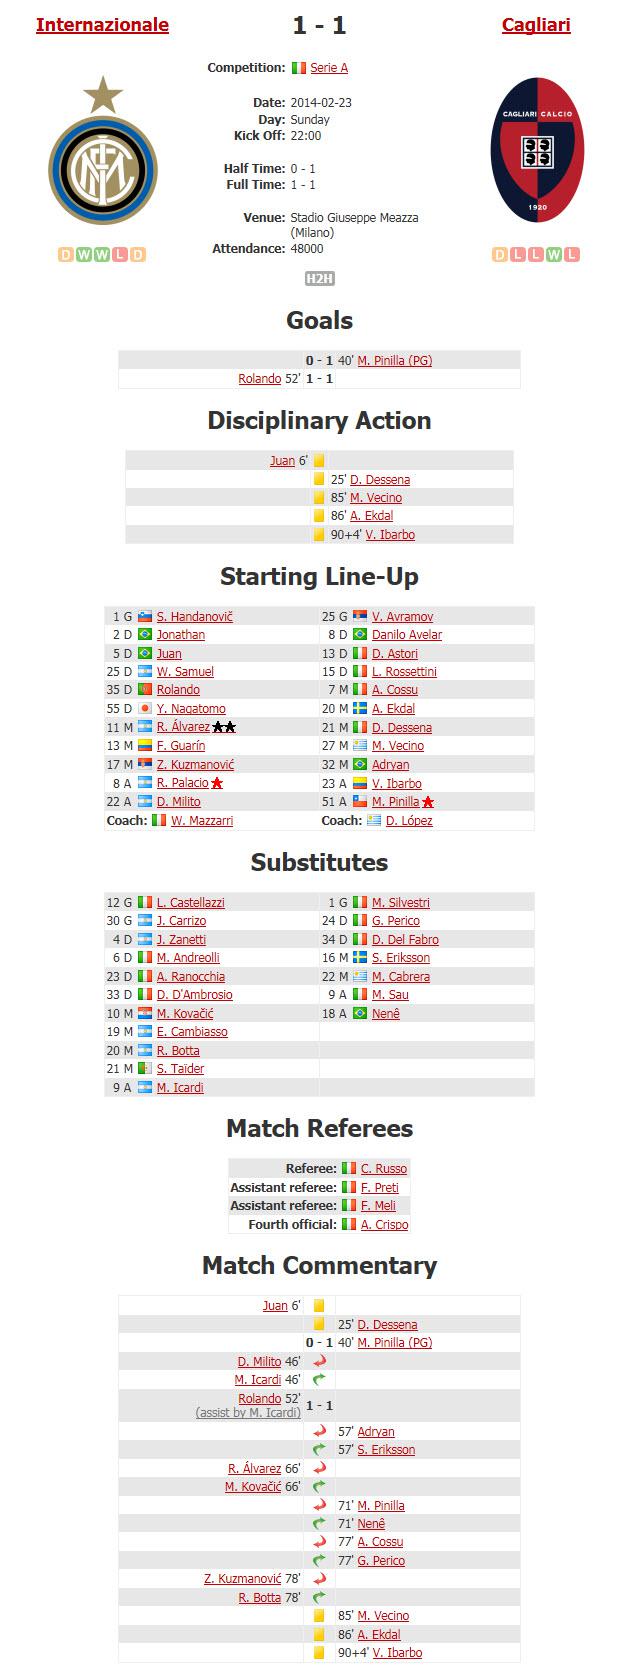 Internazionale 1 - 1 Cagliari
Competition: Serie A
CAGLIARI CALCIO
1920
Date: 2014-02-23
Day: Sunday
Kick Off: 22:00
Half Time: 0 - 1
Full Time: 1 - 1
Venue: Stadio Giuseppe Meazza
(Milano)
Attendance: 48000
D W W L D
D L L W L
H2H
Goals
0 - 1 40' M. Pinilla (PG)
Rolando 52' 1 - 1
Disciplinary Action
Juan 6'
25' D. Dessena
85' M. Vecino
86' A. Ekdal
90+4' V. Ibarbo
Starting Line-Up
1 G S. Handanovič 25 G V. Avramov
2 D Jonathan 8 D Danilo Avelar
5 D Juan 13 D D. Astori
25 D W. Samuel 15 D L. Rossettini
35 D Rolando 7 M A. Cossu
55 D Y. Nagatomo 20 M A. Ekdal
11 M R. Álvarez 21 M D. Dessena
13 M F. Guarín 27 M M. Vecino
17 M Z. Kuzmanović 32 M Adryan
8 A R. Palacio 23 A V. Ibarbo
22 A D. Milito 51 A M. Pinilla
Coach: W. Mazzarri Coach: D. López
Substitutes
12 G L. Castellazzi 1 G M. Silvestri
30 G J. Carrizo 24 D G. Perico
4 D J. Zanetti 34 D D. Del Fabro
6 D M. Andreolli 16 M S. Eriksson
23 D A. Ranocchia 22 M M. Cabrera
33 D D. D'Ambrosio 9 A M. Sau
10 M M. Kovačić 18 A Nenê
19 M E. Cambiasso
20 M R. Botta
21 M S. Taïder
9 A M. Icardi
Match Referees
Referee: C. Russo
Assistant referee: F. Preti
Assistant referee: F. Meli
Fourth official: A. Crispo
Match Commentary
Juan 6'
25' D. Dessena
0 - 1 40' M. Pinilla (PG)
D. Milito 46'
M. Icardi 46'
Rolando 52' 1 - 1
(assist by M. Icardi)
57' Adryan
57' S. Eriksson
R. Álvarez 66'
M. Kovačić 66'
71' M. Pinilla
71' Nenê
77' A. Cossu
77' G. Perico
Z. Kuzmanović 78'
R. Botta 78'
85' M. Vecino
86' A. Ekdal
90+4' V. Ibarbo